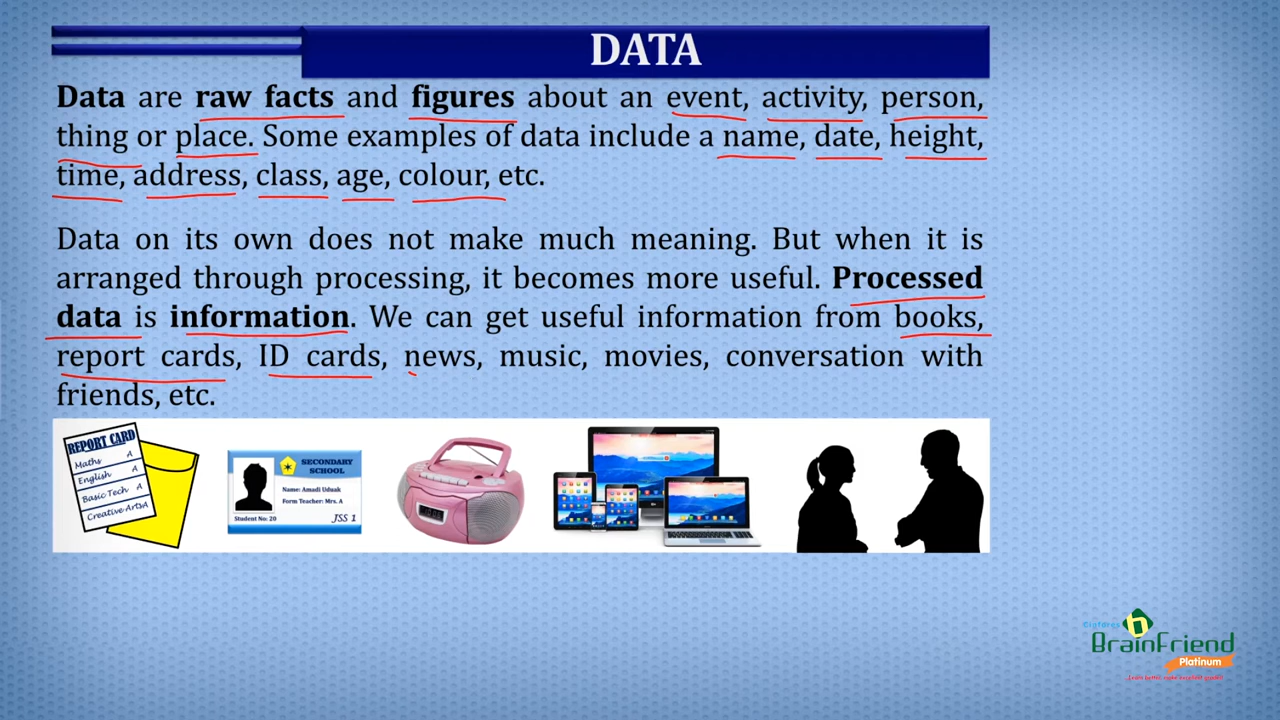 DATA
Data are raw facts and figures about an event, activity, person,
thing or place. Some examples of data include a name, date, height,
time, address, class, age, colour, etc.
Data on its own does not make much meaning. But when it is
arranged through processing, it becomes more useful. Processed
data is information. We can get useful information from books,
report cards, ID cards, news, music, movies, conversation with
friends, etc.
REPORT CARD
Maths A
English A
Basic Tech A
Creative Arts A
SECONDARY
SCHOOL
Name: Amadi Uduak
Form Teacher: Mrs. A
Student No: 20
JSS 1
Cinfores
BrainFriend
Platinum